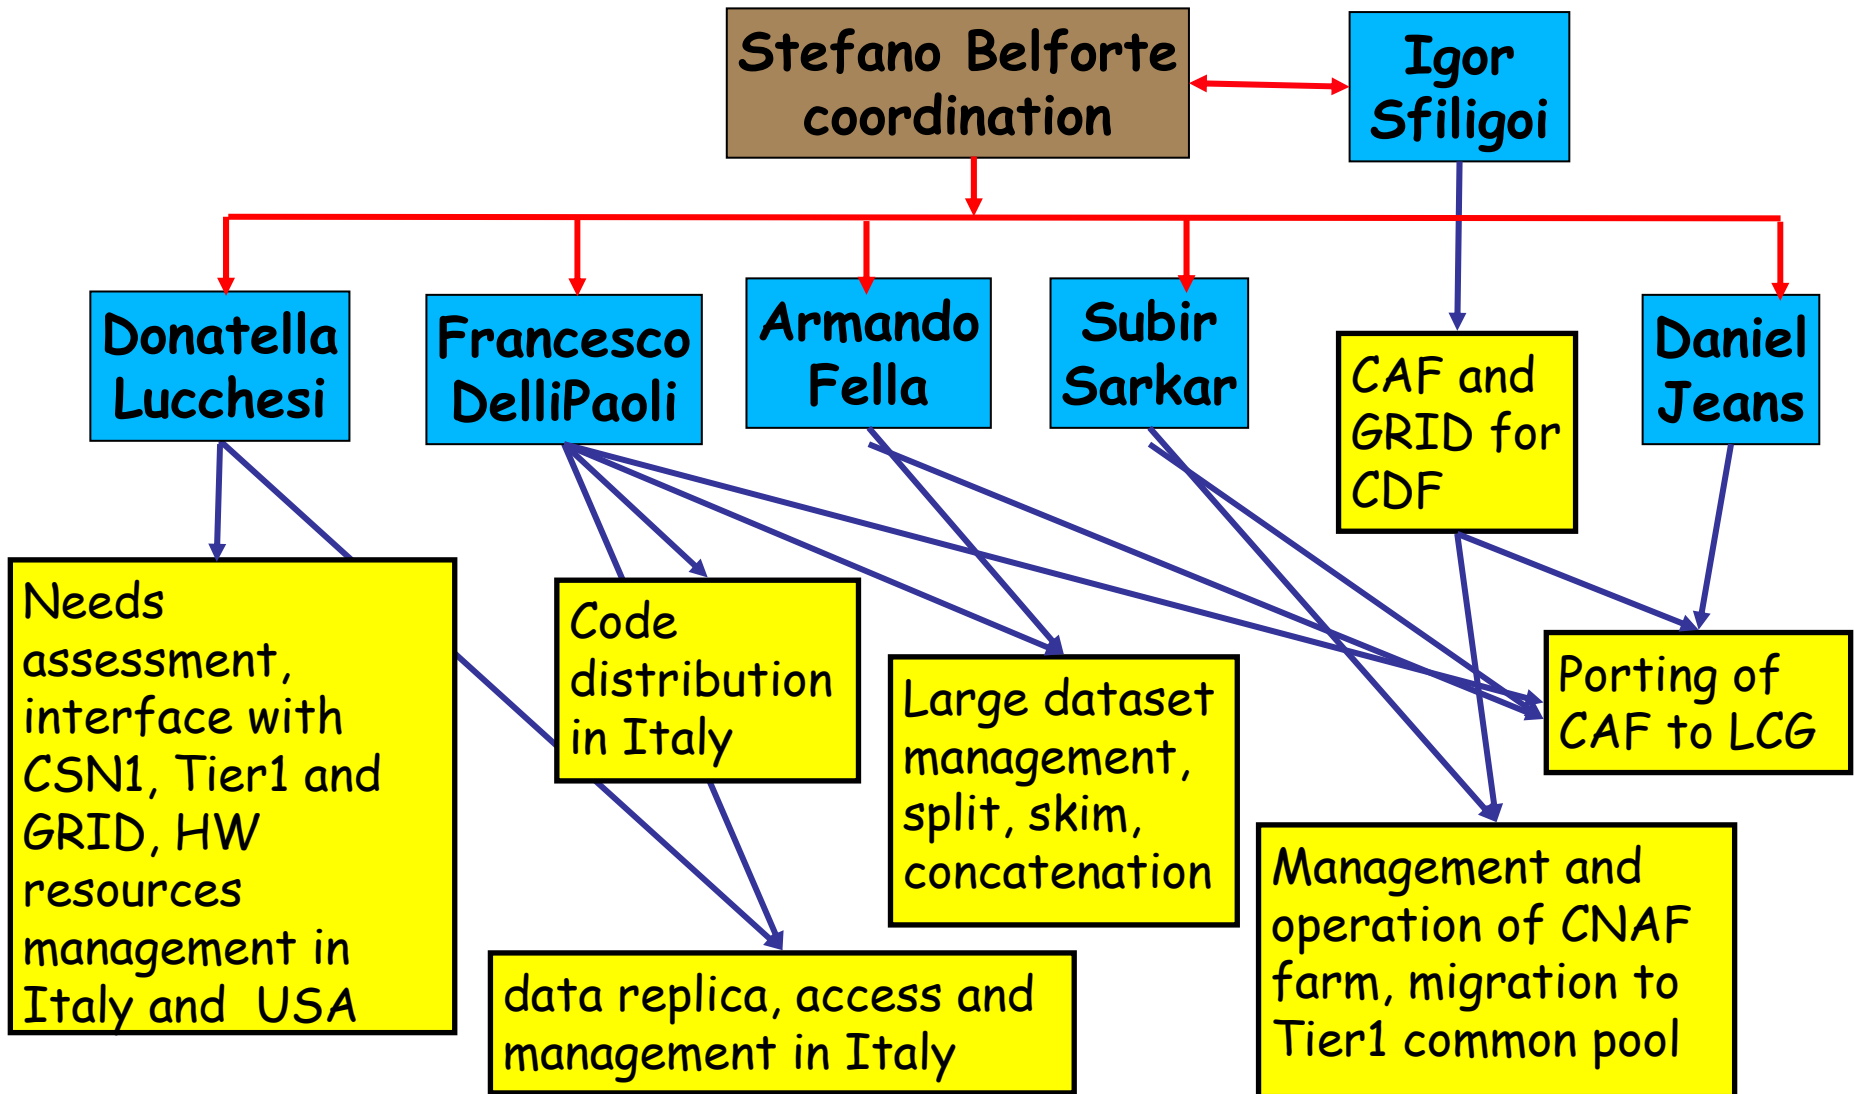 Stefano Belforte
coordination
Igor
Sfiligoi
Donatella
Lucchesi
Francesco
DelliPaoli
Armando
Fella
Subir
Sarkar
CAF and
GRID for
CDF
Daniel
Jeans
Needs
assessment,
interface with
CSN1, Tier1 and
GRID, HW
resources
management in
Italy and USA
Code
distribution
in Italy
Large dataset
management,
split, skim,
concatenation
Porting of
CAF to LCG
data replica, access and
management in Italy
Management and
operation of CNAF
farm, migration to
Tier1 common pool